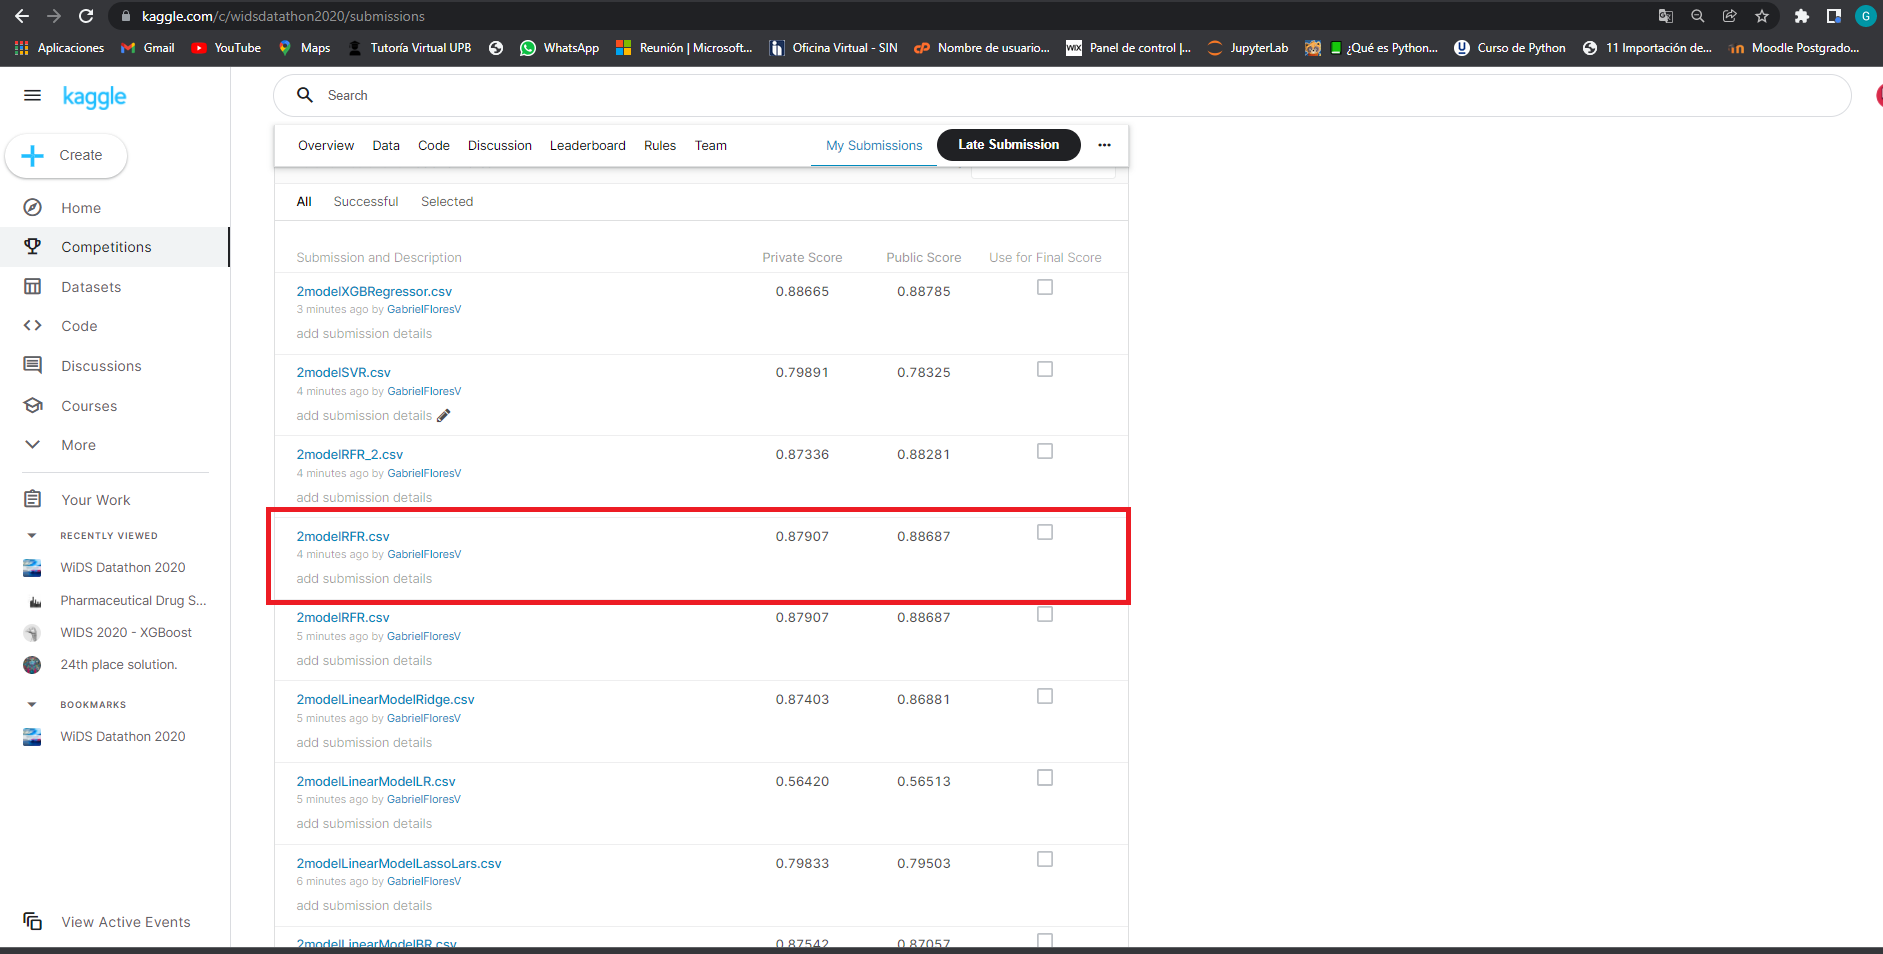 kaggle.com/c/widsdatathon2020/submissions
G
Aplicaciones Gmail YouTube Maps Tutoría Virtual UPB WhatsApp Reunión | Microsoft... Oficina Virtual - SIN Nombre de usuario... Panel de control |... JupyterLab ¿Qué es Python... Curso de Python 11 Importación de... Moodle Postgrado...
kaggle
Search
Create
Overview Data Code Discussion Leaderboard Rules Team My Submissions Late Submission ...
All Successful Selected
Home
Competitions
Datasets
Code
Discussions
Courses
More
Your Work
RECENTLY VIEWED
WiDS Datathon 2020
Pharmaceutical Drug S...
WIDS 2020 - XGBoost
24th place solution.
BOOKMARKS
WiDS Datathon 2020
View Active Events
Submission and Description Private Score Public Score Use for Final Score
2modelXGBRegressor.csv 0.88665 0.88785
3 minutes ago by GabrielFloresV
add submission details
2modelSVR.csv 0.79891 0.78325
4 minutes ago by GabrielFloresV
add submission details
2modelRFR_2.csv 0.87336 0.88281
4 minutes ago by GabrielFloresV
add submission details
2modelRFR.csv 0.87907 0.88687
4 minutes ago by GabrielFloresV
add submission details
2modelRFR.csv 0.87907 0.88687
5 minutes ago by GabrielFloresV
add submission details
2modelLinearModelRidge.csv 0.87403 0.86881
5 minutes ago by GabrielFloresV
add submission details
2modelLinearModelLR.csv 0.56420 0.56513
5 minutes ago by GabrielFloresV
add submission details
2modelLinearModelLassoLars.csv 0.79833 0.79503
6 minutes ago by GabrielFloresV
add submission details
2modelLinearModelBR.csv 0.87542 0.87057